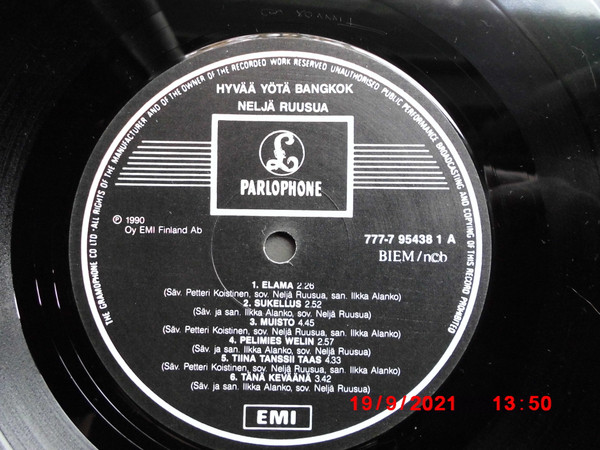 THE GRAMOPHONE CO LTD·ALL RIGHTS OF THE MANUFACTURER AND OF THE OWNER OF THE RECORDED WORK RESERVED UNAUTHORISED PUBLIC PERFORMANCE BROADCASTING AND COPYING OF THIS RECORD PROHIBITED
HYVÄÄ YÖTÄ BANGKOK
NELJÄ RUUSUA
£
PARLOPHONE
℗ 1990
Oy EMI Finland Ab
777-7 95438 1 A
BIEM/ncb
1. ELAMA 2.26
(Säv. Petteri Koistinen, sov. Neljä Ruusua, san. Ilkka Alanko)
2. SUKELLUS 2.52
(Säv. ja san. Ilkka Alanko, sov. Neljä Ruusua)
3. MUISTO 4.45
(Säv. Petteri Koistinen, sov. Neljä Ruusua, san. Ilkka Alanko)
4. PELIMIES WELIN 2.57
(Säv. ja san. Ilkka Alanko, sov. Neljä Ruusua)
5. TIINA TANSSII TAAS 4.33
(Säv. Petteri Koistinen, sov. Neljä Ruusua, san. Ilkka Alanko)
6. TÄNÄ KEVÄÄNÄ 3.42
(Säv. ja san. Ilkka Alanko, sov. Neljä Ruusua)
EMI
19/9/2021 13:50